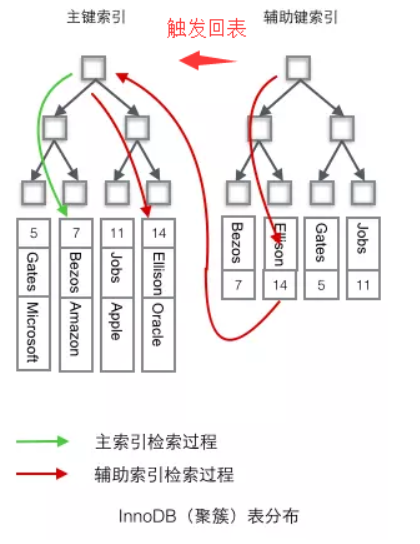 主键索引
触发回表
辅助键索引
5
7
11
14
Gates
Bezos
Jobs
Ellison
Microsoft
Amazon
Apple
Oracle
Bezos
Ellison
Gates
Jobs
7
14
5
11
主索引检索过程
辅助索引检索过程
InnoDB（聚簇）表分布